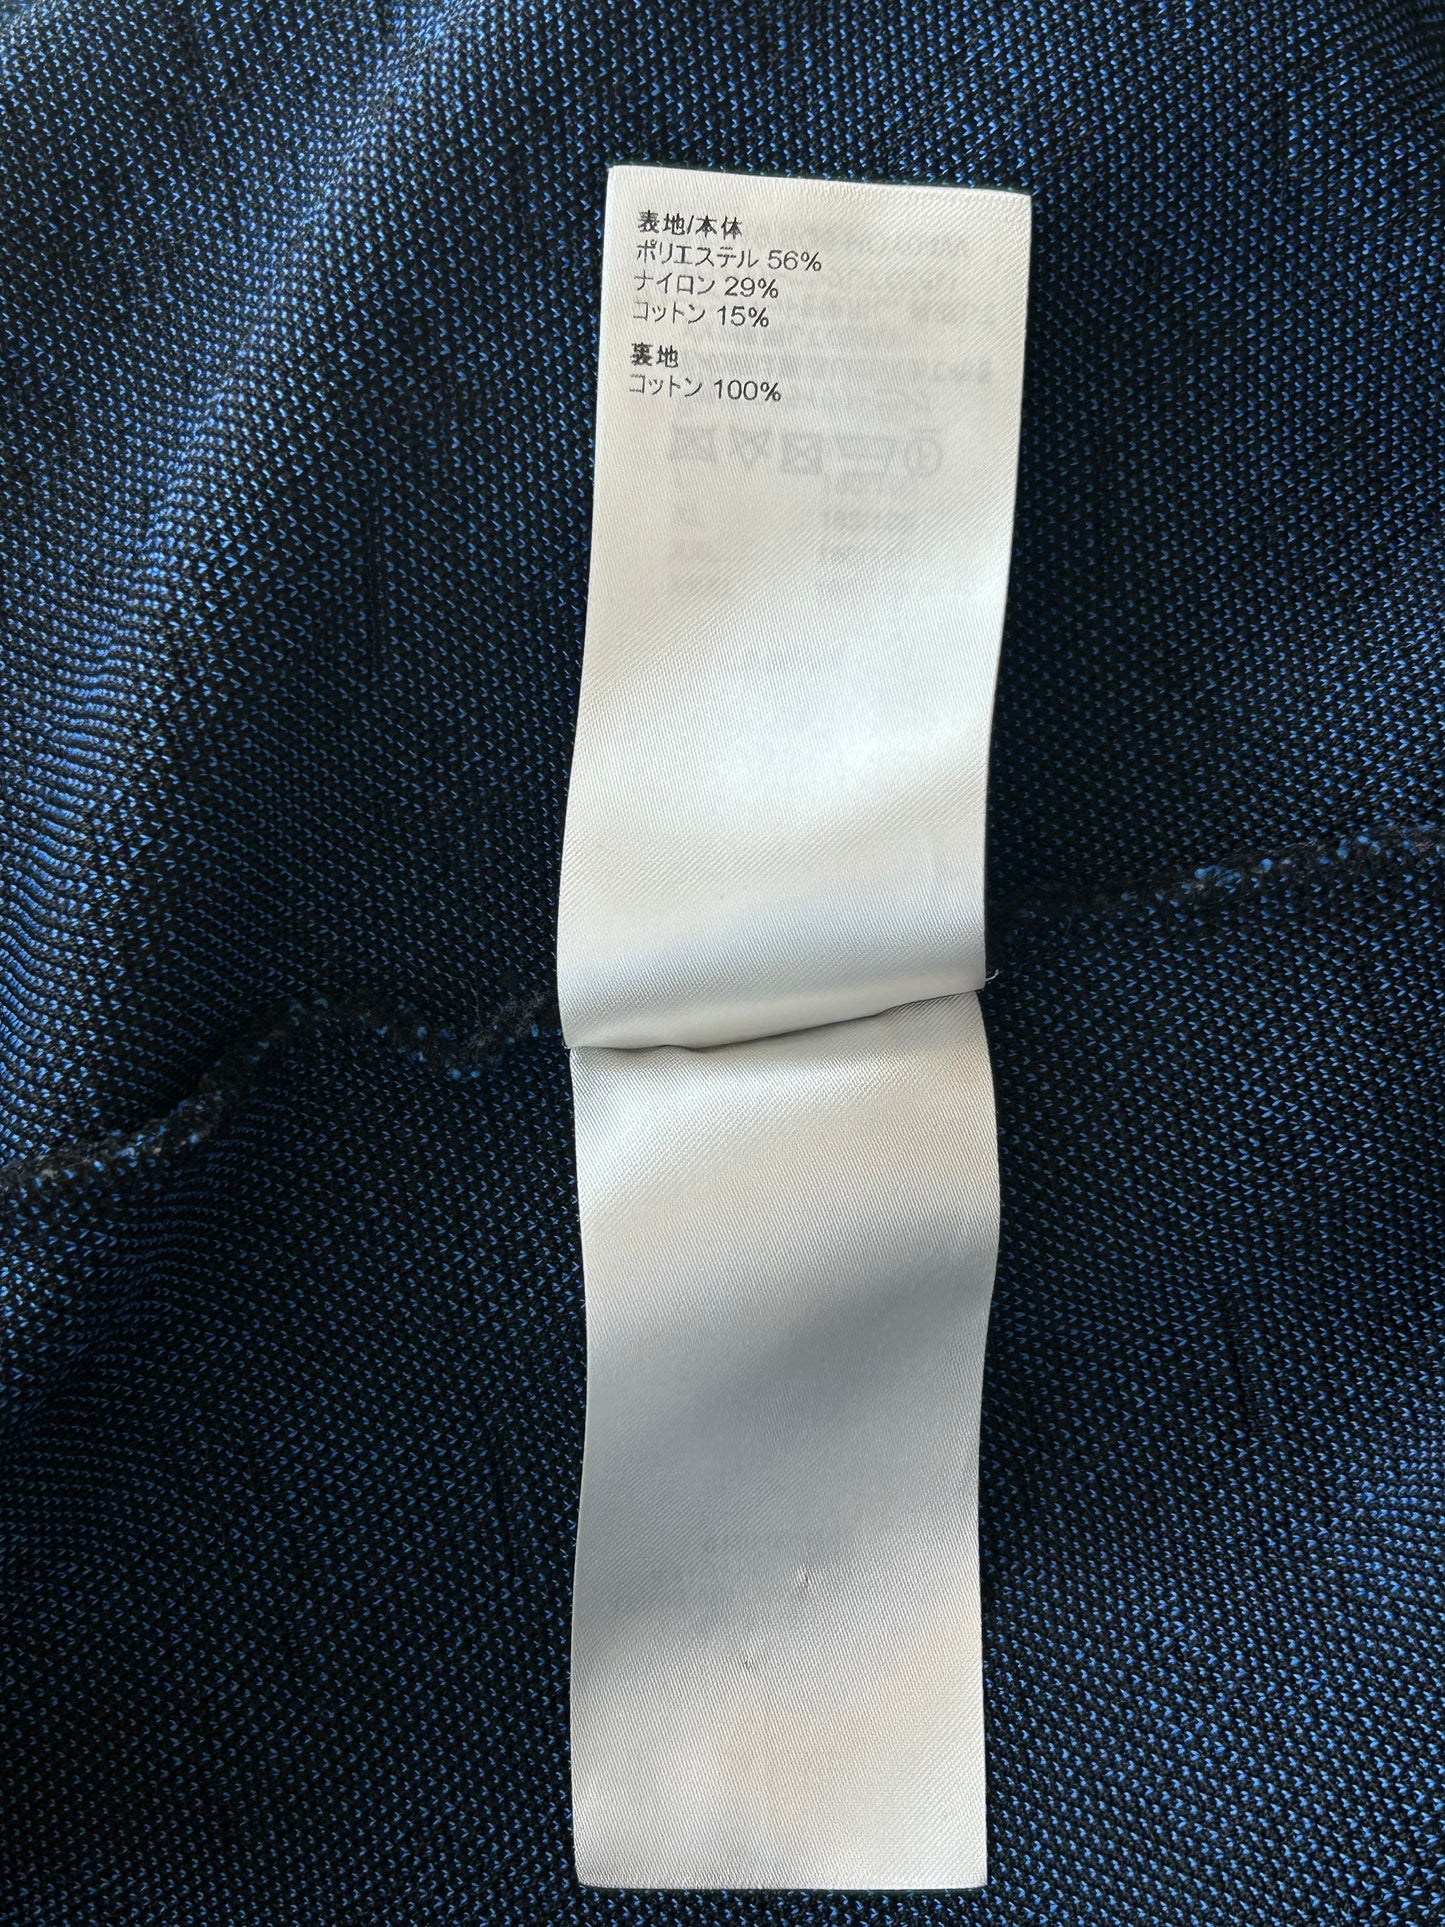 表地/本体
ポリエステル 56%
ナイロン 29%
コットン 15%
裏地
コットン 100%